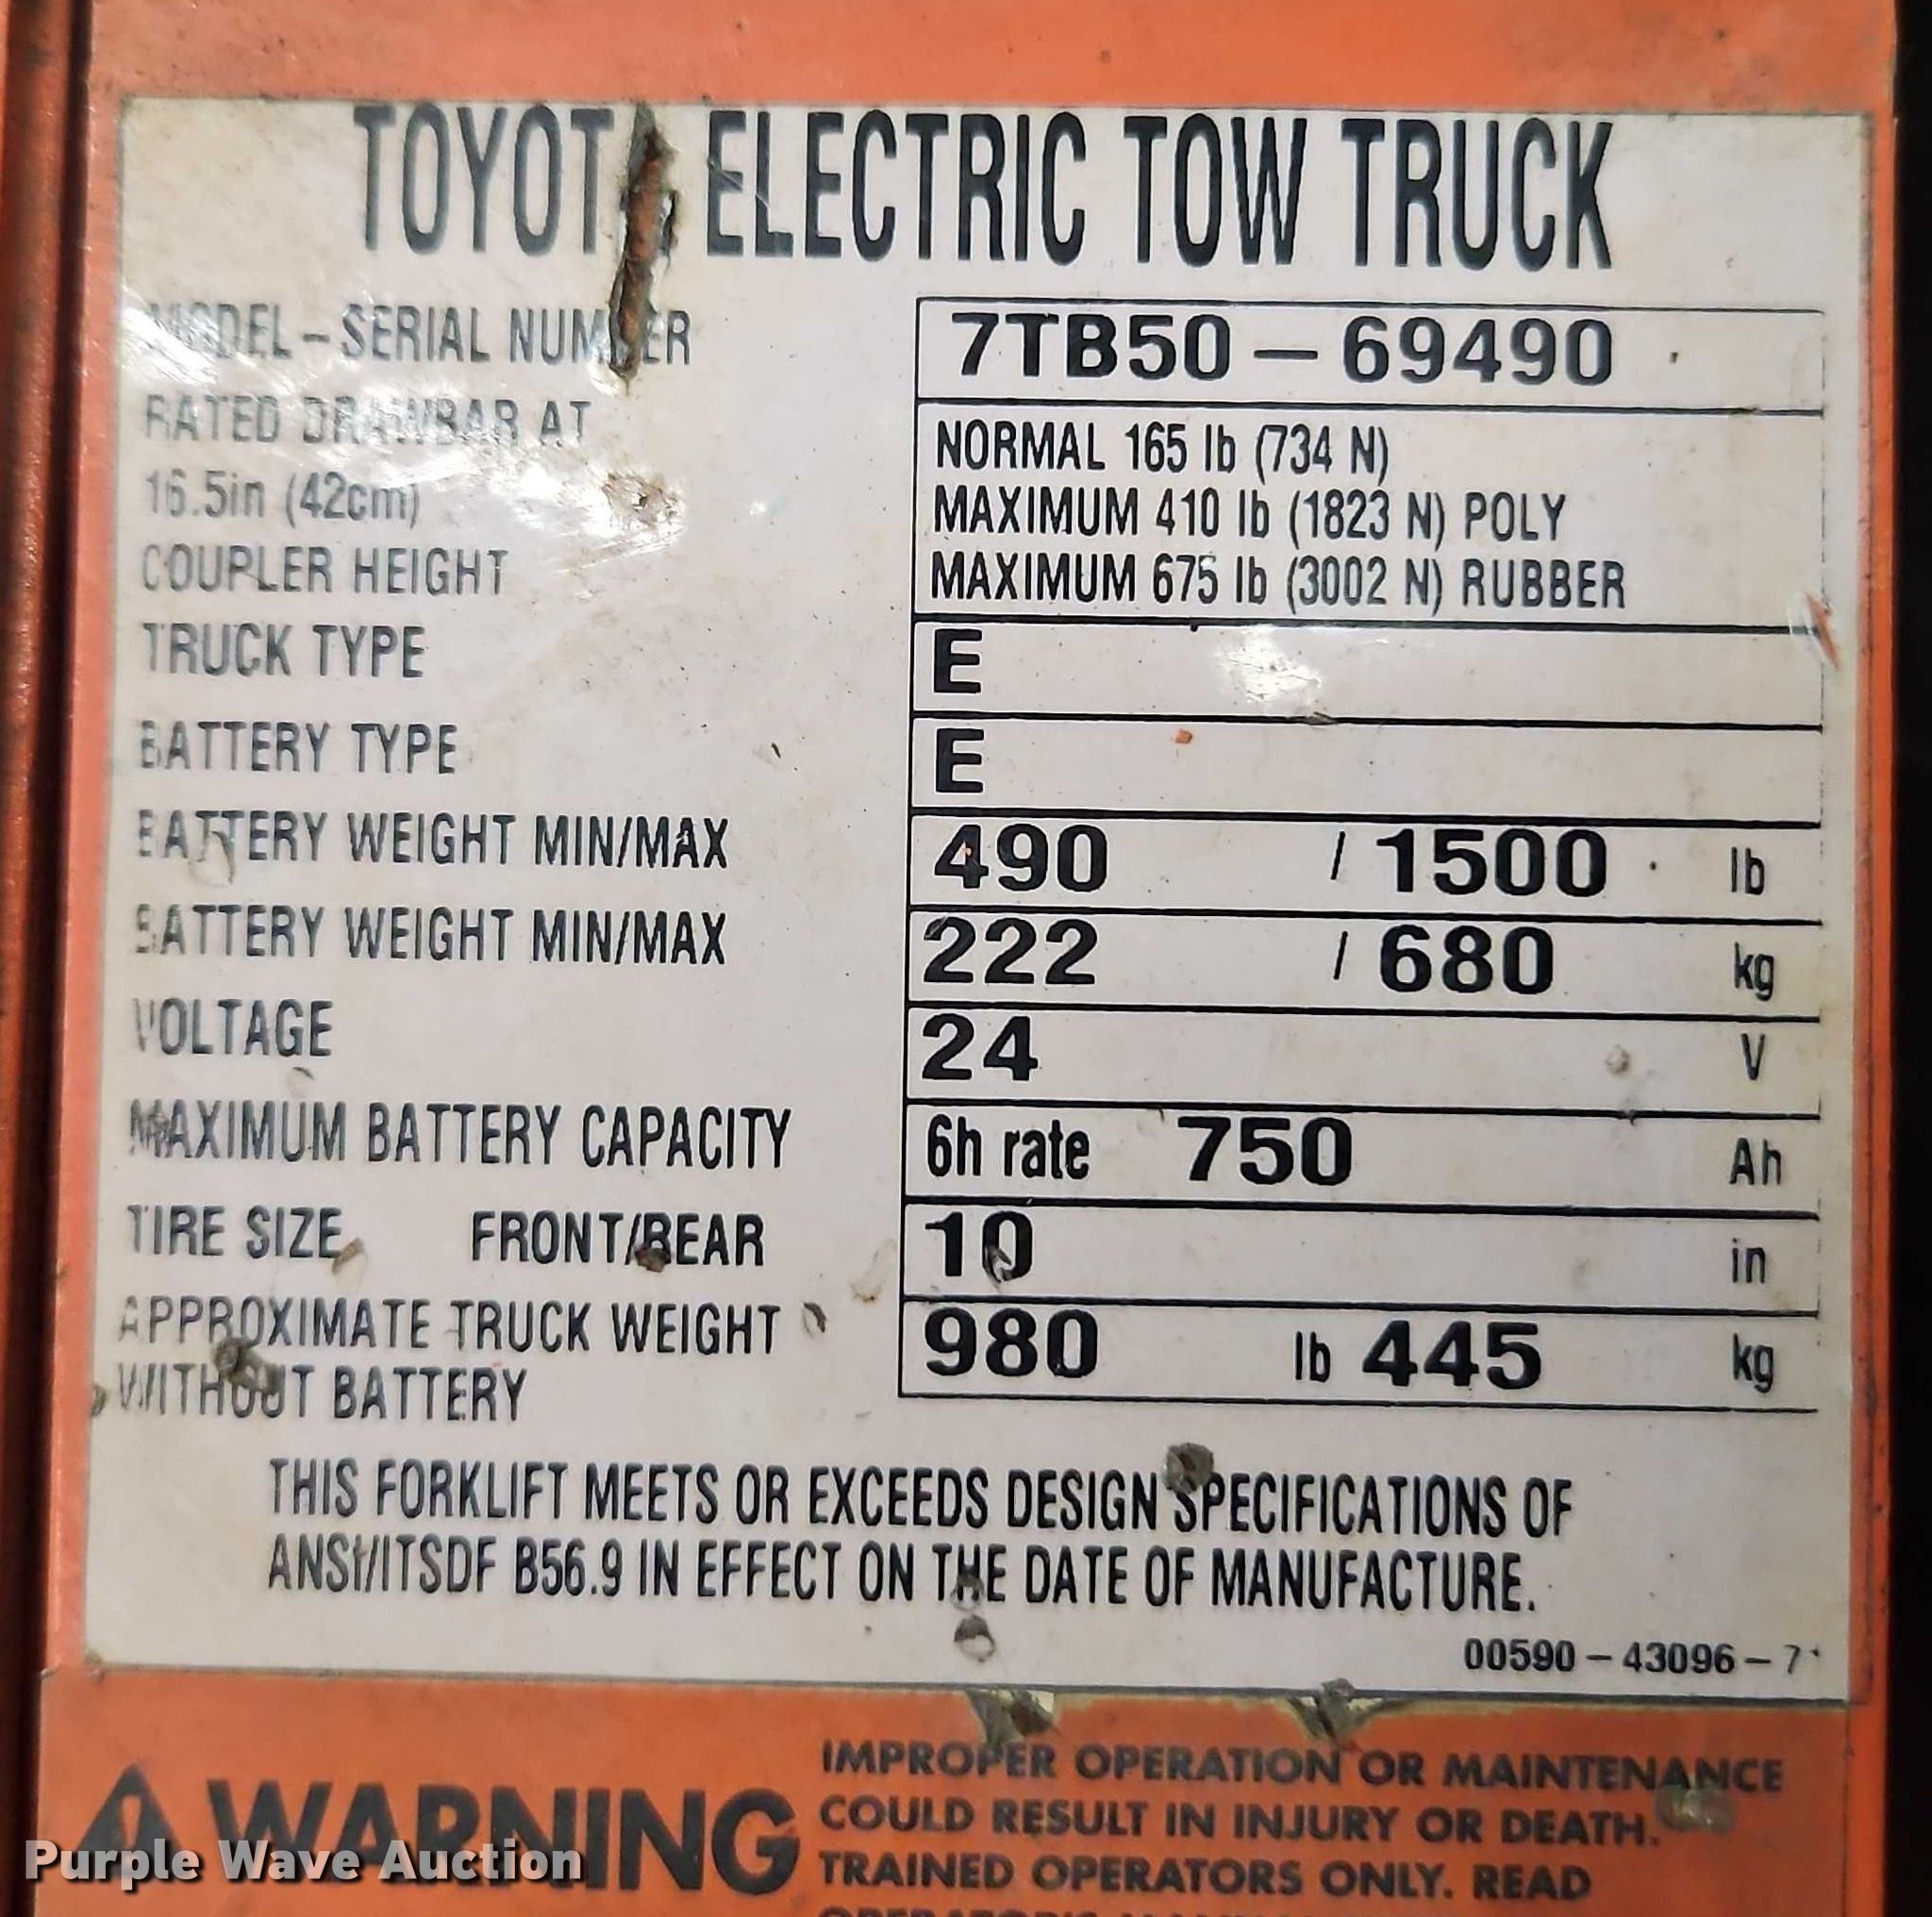 TOYOTA ELECTRIC TOW TRUCK
MODEL – SERIAL NUMBER 7TB50 – 69490
RATED DRAWBAR AT
16.5in (42cm)
COUPLER HEIGHT
NORMAL 165 lb (734 N)
MAXIMUM 410 lb (1823 N) POLY
MAXIMUM 675 lb (3002 N) RUBBER
TRUCK TYPE E
BATTERY TYPE E
BATTERY WEIGHT MIN/MAX 490 / 1500 lb
BATTERY WEIGHT MIN/MAX 222 / 680 kg
VOLTAGE 24 V
MAXIMUM BATTERY CAPACITY 6h rate 750 Ah
TIRE SIZE FRONT/REAR 10 in
APPROXIMATE TRUCK WEIGHT
WITHOUT BATTERY
980 lb 445 kg
THIS FORKLIFT MEETS OR EXCEEDS DESIGN SPECIFICATIONS OF
ANSI/ITSDF B56.9 IN EFFECT ON THE DATE OF MANUFACTURE.
00590 – 43096 – 7
WARNING
IMPROPER OPERATION OR MAINTENANCE
COULD RESULT IN INJURY OR DEATH.
TRAINED OPERATORS ONLY. READ
Purple Wave Auction